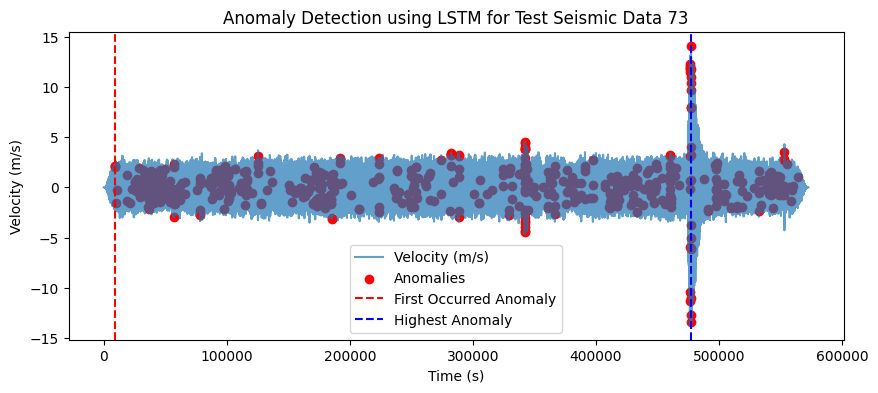 Anomaly Detection using LSTM for Test Seismic Data 73
15
10
5
0
−5
−10
−15
Velocity (m/s)
Velocity (m/s)
Anomalies
First Occurred Anomaly
Highest Anomaly
0 100000 200000 300000 400000 500000 600000
Time (s)